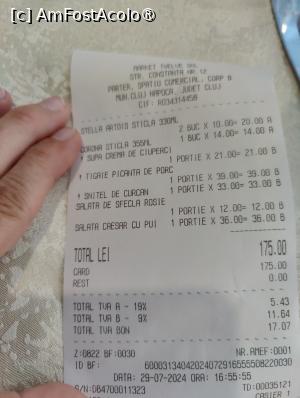 [c] AmFostAcolo®
MARKET TWELVE SRL
STR. CONSTANTA NR.12
PARTER, SPATIU COMERCIAL, CORP B
MUN.CLUJ NAPOCA, JUDET CLUJ
CIF: RO34314458
STELLA ARTOIS STICLA 330ML
2 BUC X 10.00= 20.00 A
CORONA STICLA 355ML
1 BUC X 14.00= 14.00 A
↑ SUPA CREMA DE CIUPERCI
1 PORTIE X 21.00= 21.00 B
↑ TIGAIE PICANTA DE PORC
1 PORTIE X 39.00= 39.00 B
↑ SNITEL DE CURCAN
1 PORTIE X 33.00= 33.00 B
SALATA DE SFECLA ROSIE
1 PORTIE X 12.00= 12.00 B
SALATA CAESAR CU PUI
1 PORTIE X 36.00= 36.00 B
TOTAL LEI 175.00
CARD 175.00
REST 0.00
TOTAL TVA A - 19% 5.43
TOTAL TVA B - 9% 11.64
TOTAL TVA BON 17.07
Z:0822 BF:0030 NR.AMEF:0001
ID BF: 60003134042024072916555508220030
DATA: 29-07-2024 ORA: 16:55:55
S/N:DB4700011323 TD:00035121
CASIER 1